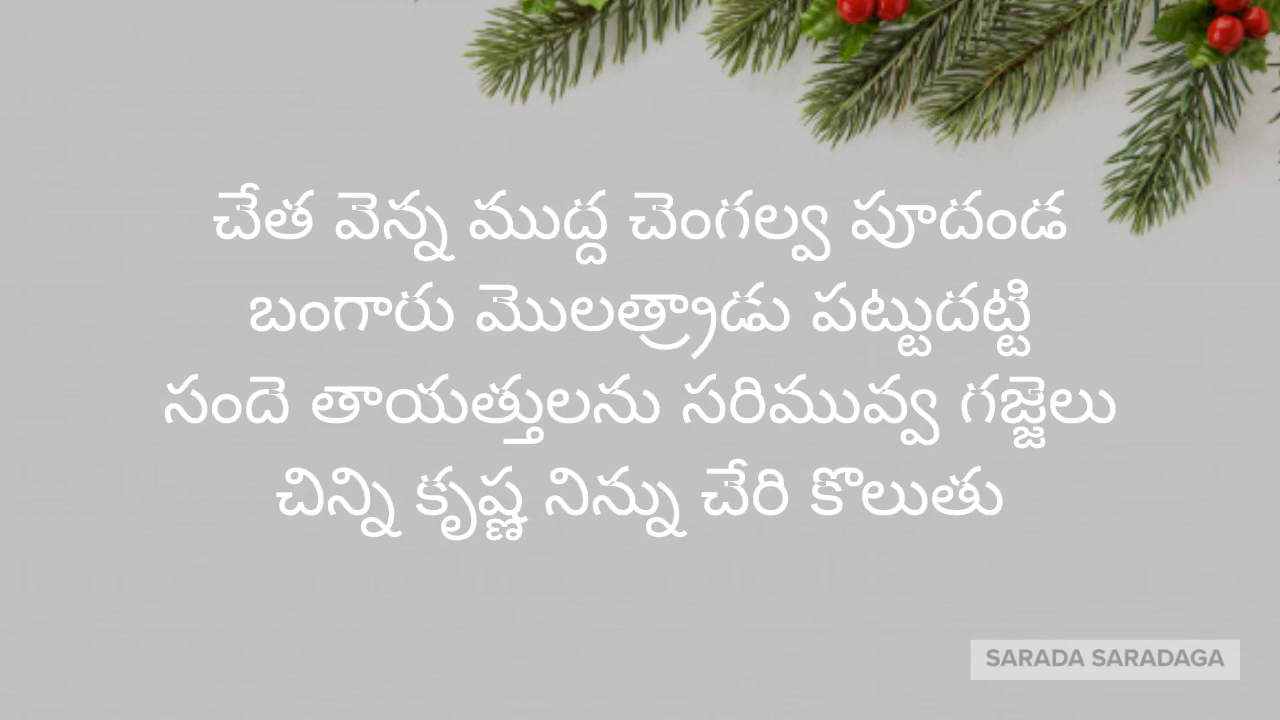 చేత వెన్న ముద్ద చెంగల్వ పూదండ
బంగారు మొలత్త్రాడు పట్టుదట్టి
సందె తాయత్తులను సరిమువ్వ గజ్జెలు
చిన్ని కృష్ణ నిన్ను చేరి కొలుతు
SARADA SARADAGA